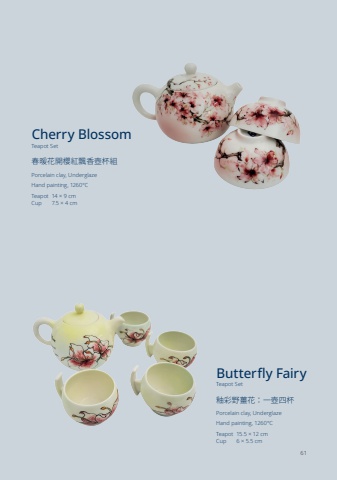 Cherry Blossom
Teapot Set
春曖花開櫻紅飄香壺杯組
Porcelain clay, Underglaze
Hand painting, 1260°C
Teapot 14 × 9 cm
Cup 7.5 × 4 cm
Butterfly Fairy
Teapot Set
釉彩野薑花：一壺四杯
Porcelain clay, Underglaze
Hand painting, 1260°C
Teapot 15.5 × 12 cm
Cup 6 × 5.5 cm
61